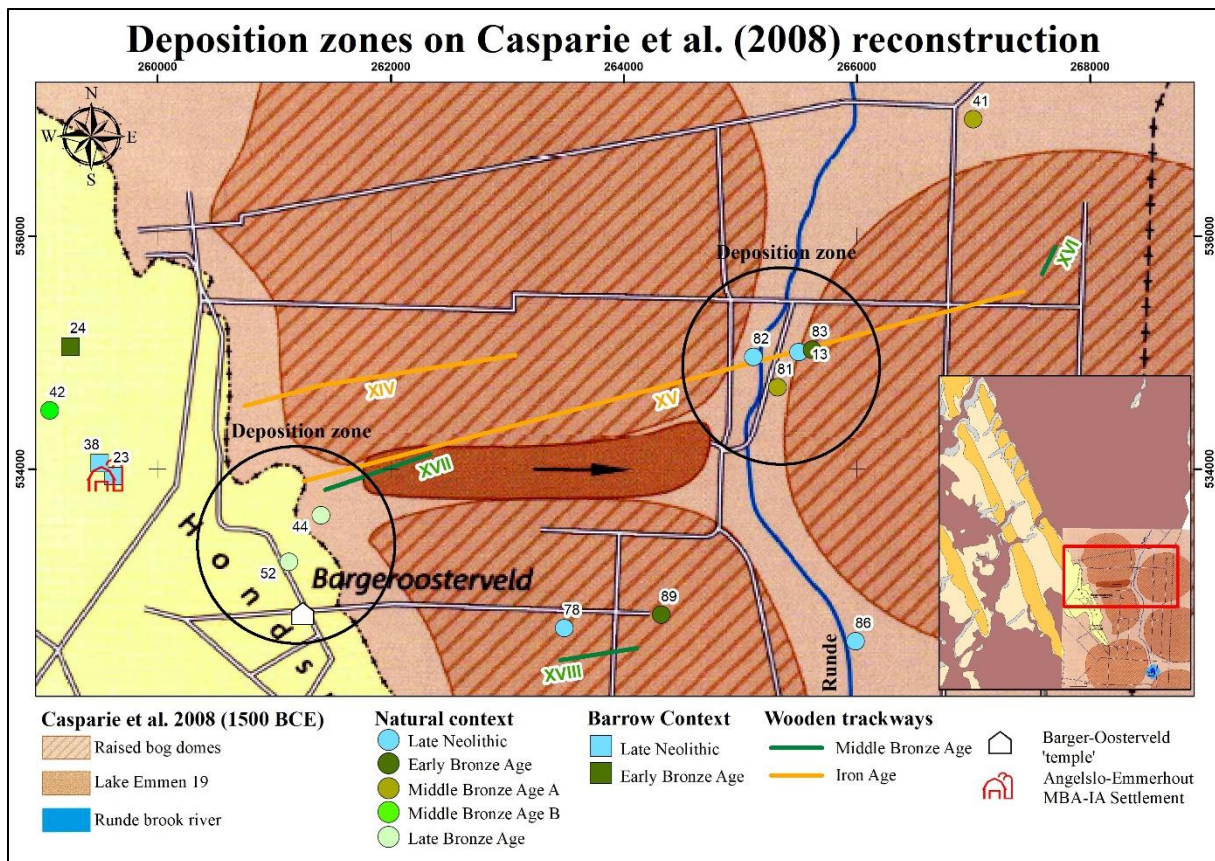 Deposition zones on Casparie et al. (2008) reconstruction
260000 262000 264000 266000 268000
N
W E
S
41
536000 536000
Deposition zone
XVI
24
82 83
13
42
81
XIV
XV
Deposition zone
38 23
XVII
534000 534000
44
52
Bargeroosterveld
Honds
78 89
86
XVIII
Runde
Casparie et al. 2008 (1500 BCE)
Raised bog domes
Lake Emmen 19
Runde brook river
Natural context
Late Neolithic
Early Bronze Age
Middle Bronze Age A
Middle Bronze Age B
Late Bronze Age
Barrow Context
Late Neolithic
Early Bronze Age
Wooden trackways
Middle Bronze Age
Iron Age
Barger-Oosterveld
'temple'
Angelslo-Emmerhout
MBA-IA Settlement